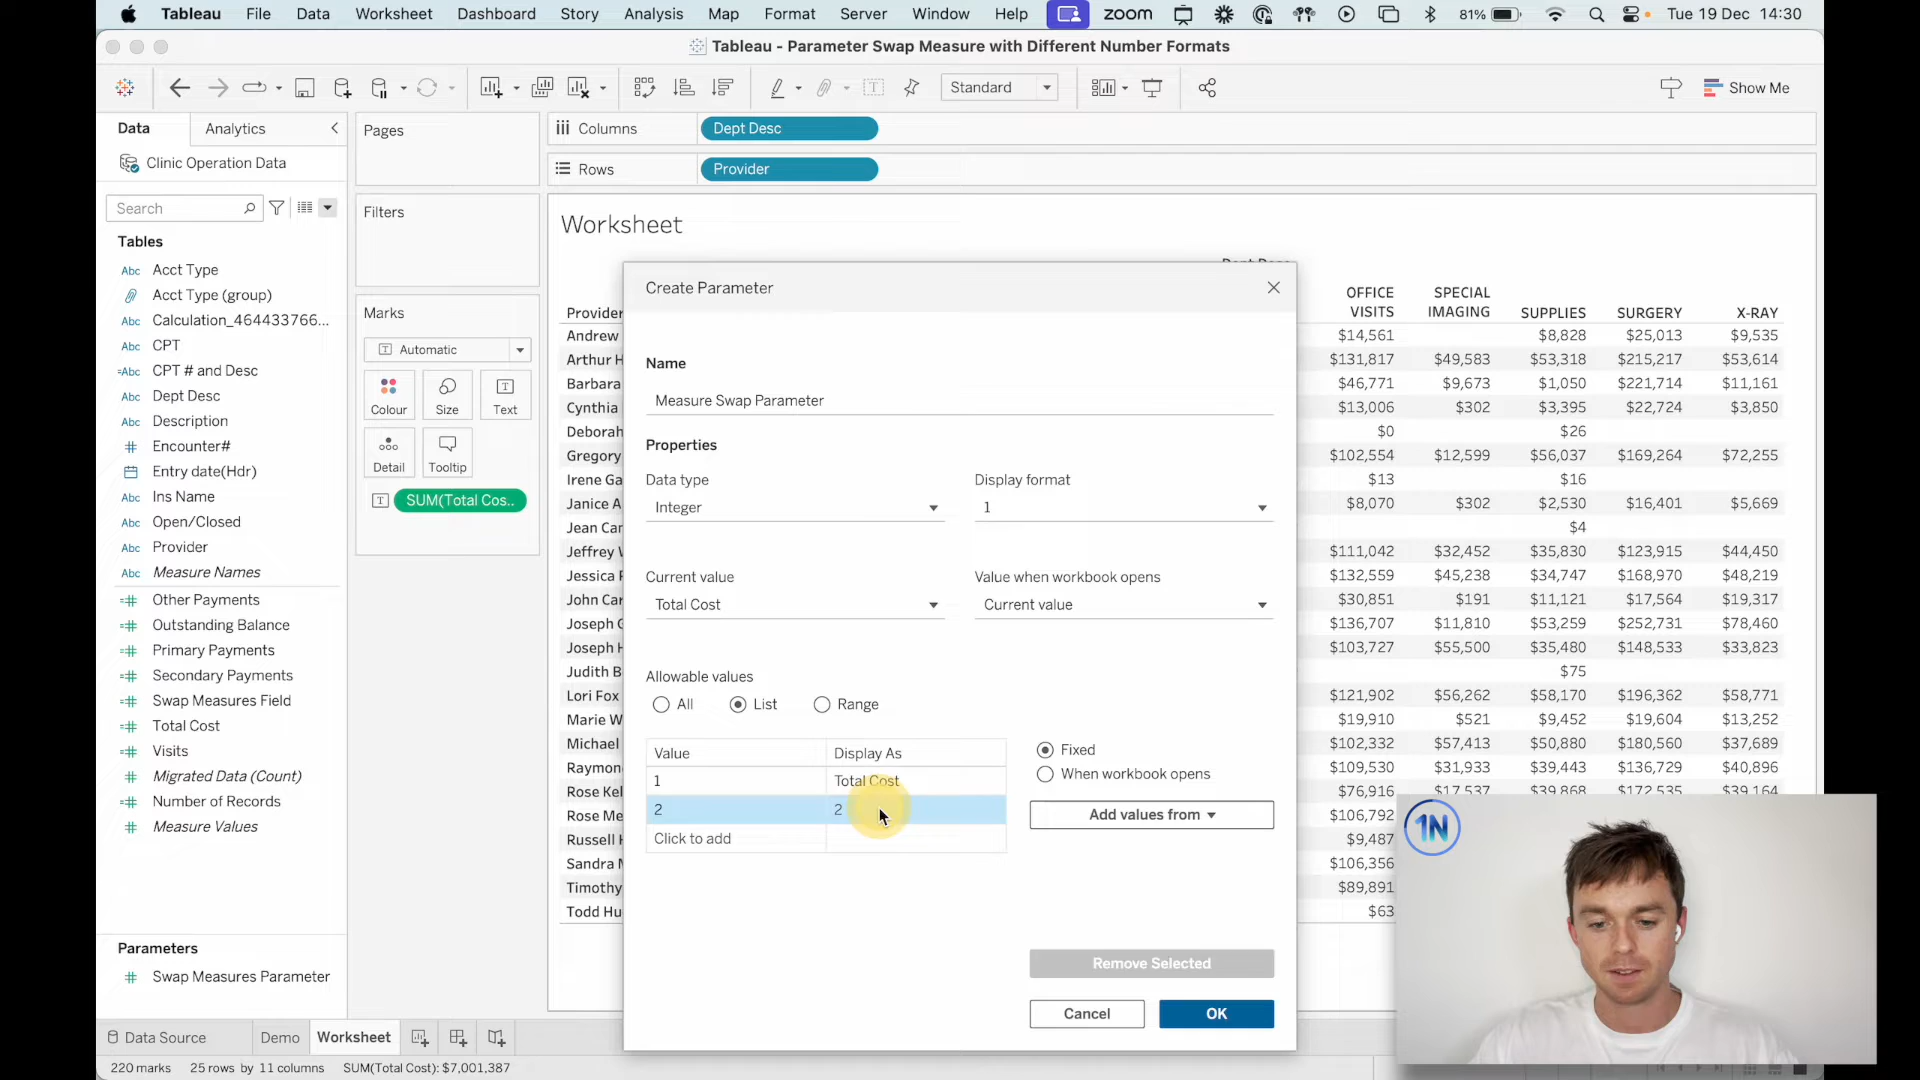 Tableau File Data Worksheet Dashboard Story Analysis Map Format Server Window Help zoom 81% Tue 19 Dec 14:30
Tableau - Parameter Swap Measure with Different Number Formats
Standard Show Me
Data Analytics
Clinic Operation Data
Search
Tables
Abc Acct Type
Acct Type (group)
Abc Calculation_464433766...
Abc CPT
=Abc CPT # and Desc
Abc Dept Desc
Abc Description
# Encounter#
Entry date(Hdr)
Abc Ins Name
Abc Open/Closed
Abc Provider
Abc Measure Names
=# Other Payments
=# Outstanding Balance
=# Primary Payments
=# Secondary Payments
=# Swap Measures Field
=# Total Cost
=# Visits
=# Migrated Data (Count)
=# Number of Records
# Measure Values
Parameters
# Swap Measures Parameter
Pages
Filters
Marks
T Automatic
Colour Size Text
Detail Tooltip
T SUM(Total Cos..
Columns Dept Desc
Rows Provider
Worksheet
Provider
Andrew
Arthur H
Barbara
Cynthia
Deborah
Gregory
Irene Ga
Janice A
Jean Car
Jeffrey W
Jessica F
John Car
Joseph G
Joseph H
Judith B
Lori Fox
Marie W
Michael
Raymon
Rose Kel
Rose Me
Russell H
Sandra M
Timothy
Todd Hu
Create Parameter
Name
Measure Swap Parameter
Properties
Data type Display format
Integer 1
Current value Value when workbook opens
Total Cost Current value
Allowable values
All List Range
Value Display As
1 Total Cost
2 2
Click to add
Fixed
When workbook opens
Add values from
Remove Selected
Cancel OK
OFFICE VISITS SPECIAL IMAGING SUPPLIES SURGERY X-RAY
$14,561 $8,828 $25,013 $9,535
$131,817 $49,583 $53,318 $215,217 $53,614
$46,771 $9,673 $1,050 $221,714 $11,161
$13,006 $302 $3,395 $22,724 $3,850
$0 $26
$102,554 $12,599 $56,037 $169,264 $72,255
$13 $16
$8,070 $302 $2,530 $16,401 $5,669
$4
$111,042 $32,452 $35,830 $123,915 $44,450
$132,559 $45,238 $34,747 $168,970 $48,219
$30,851 $191 $11,121 $17,564 $19,317
$136,707 $11,810 $53,259 $252,731 $78,460
$103,727 $55,500 $35,480 $148,533 $33,823
$75
$121,902 $56,262 $58,170 $196,362 $58,771
$19,910 $521 $9,452 $19,604 $13,252
$102,332 $57,413 $50,880 $180,560 $37,689
$109,530 $31,933 $39,443 $136,729 $40,896
$76,916 $17,537 $39,868 $172,535 $39,164
$106,792
$9,487
$106,356
$89,891
$63
1N
Data Source Demo Worksheet
220 marks 25 rows by 11 columns SUM(Total Cost): $7,001,387